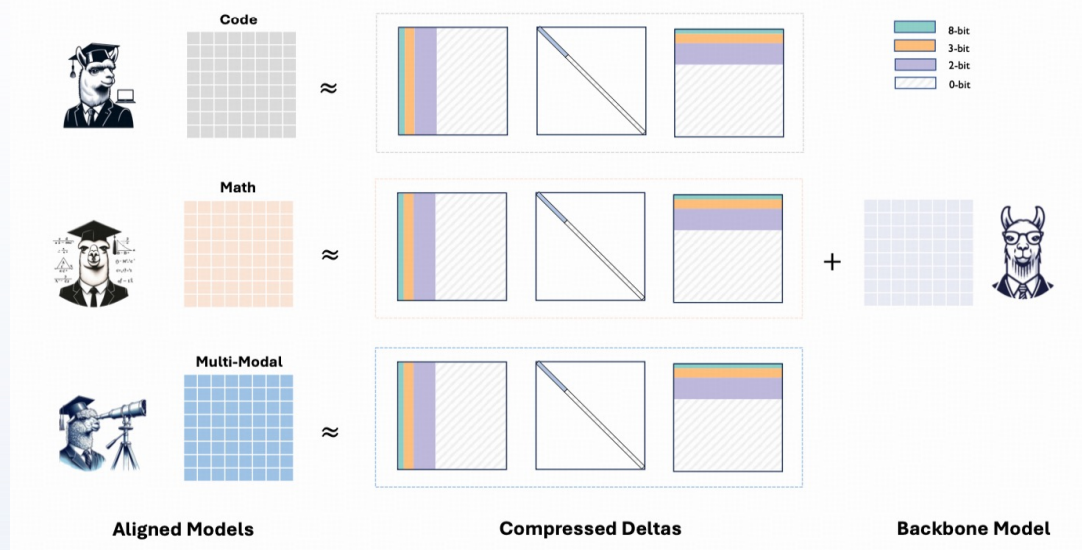 Code
≈
8-bit
3-bit
2-bit
0-bit
Math
≈
+
Multi-Modal
≈
Aligned Models
Compressed Deltas
Backbone Model